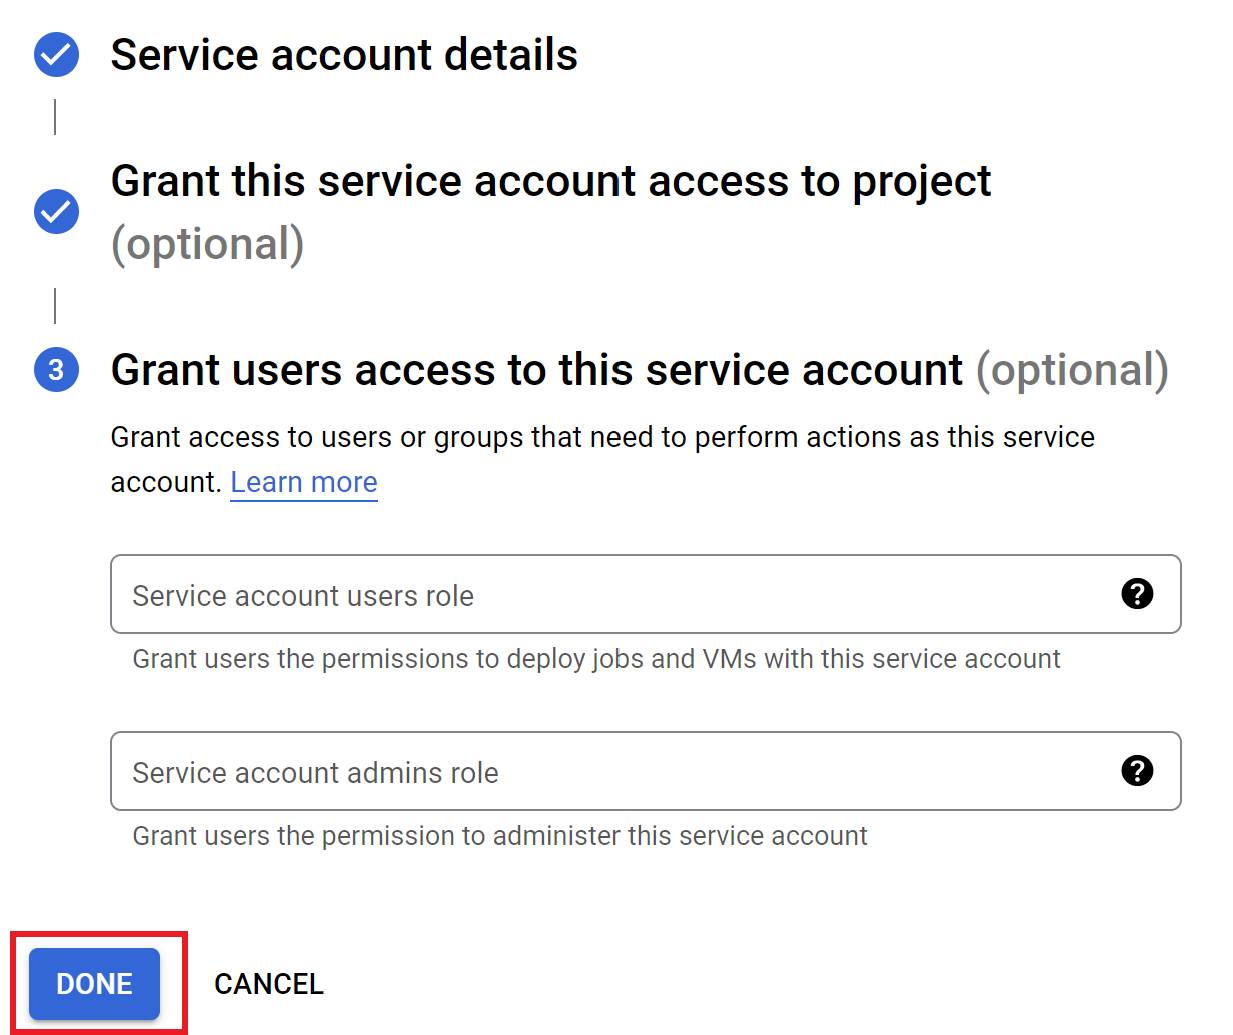 Service account details
Grant this service account access to project
(optional)
3
Grant users access to this service account (optional)
Grant access to users or groups that need to perform actions as this service
account. Learn more
Service account users role
?
Grant users the permissions to deploy jobs and VMs with this service account
Service account admins role
?
Grant users the permission to administer this service account
DONE CANCEL